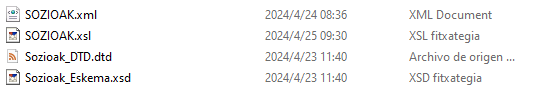 SOZIOAK.xml 2024/4/24 08:36 XML Document
SOZIOAK.xsl 2024/4/25 09:30 XSL fitxategia
Sozioak_DTD.dtd 2024/4/23 11:40 Archivo de origen ...
Sozioak_Eskema.xsd 2024/4/23 11:40 XSD fitxategia